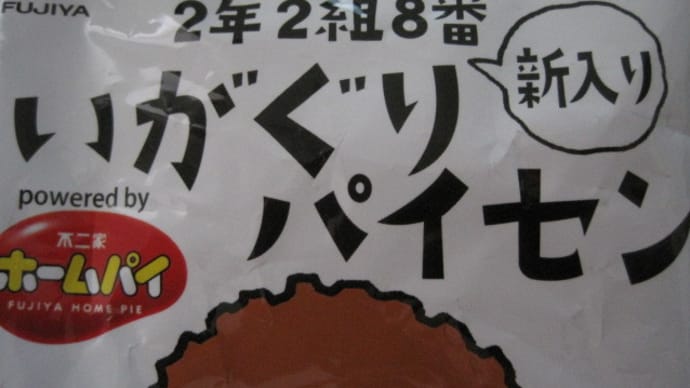 FUJIYA
2年2組8番
新入り
いがぐり
パイセン
powered by
不二家
ホームパイ
FUJIYA HOME PIE